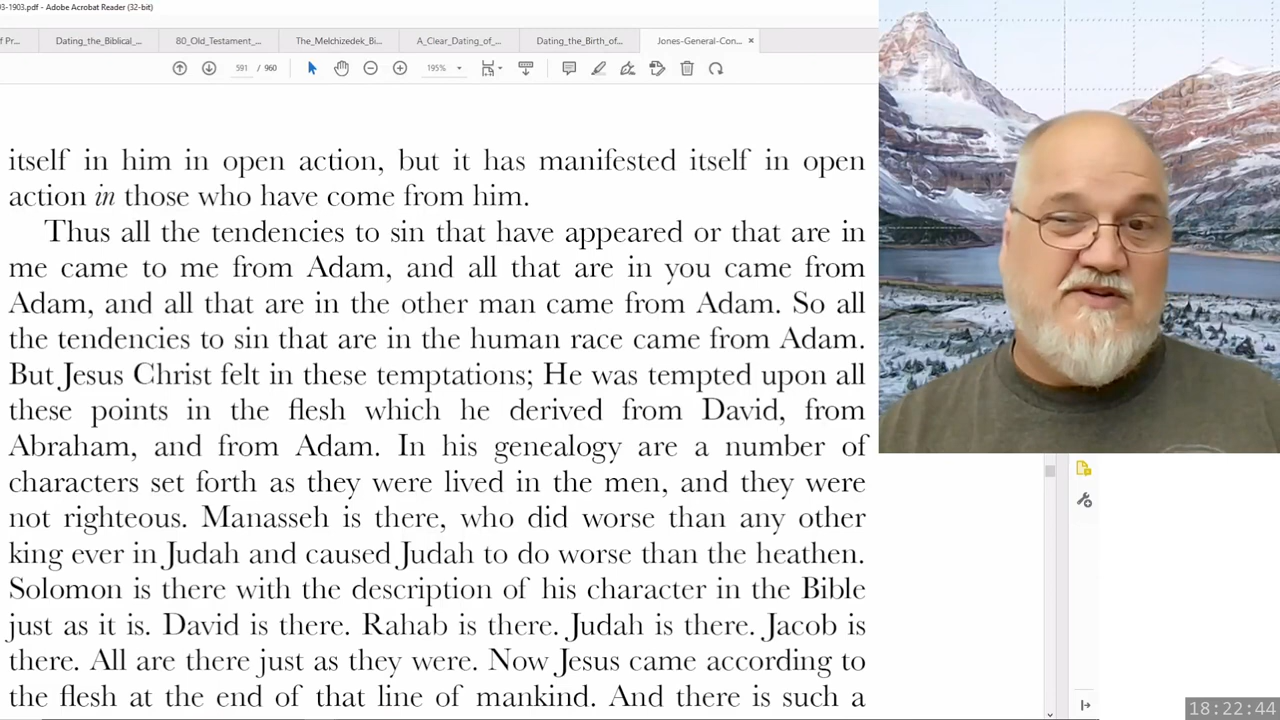 93-1903.pdf - Adobe Acrobat Reader (32-bit)
of Pr... Dating_the_Biblical_... 80_Old_Testament_... The_Melchizedek_Bi... A_Clear_Dating_of_... Dating_the_Birth_of... Jones-General-Con... ×
591 / 960 195%
itself in him in open action, but it has manifested itself in open
action in those who have come from him.
Thus all the tendencies to sin that have appeared or that are in
me came to me from Adam, and all that are in you came from
Adam, and all that are in the other man came from Adam. So all
the tendencies to sin that are in the human race came from Adam.
But Jesus Christ felt in these temptations; He was tempted upon all
these points in the flesh which he derived from David, from
Abraham, and from Adam. In his genealogy are a number of
characters set forth as they were lived in the men, and they were
not righteous. Manasseh is there, who did worse than any other
king ever in Judah and caused Judah to do worse than the heathen.
Solomon is there with the description of his character in the Bible
just as it is. David is there. Rahab is there. Judah is there. Jacob is
there. All are there just as they were. Now Jesus came according to
the flesh at the end of that line of mankind. And there is such a
18:22:44